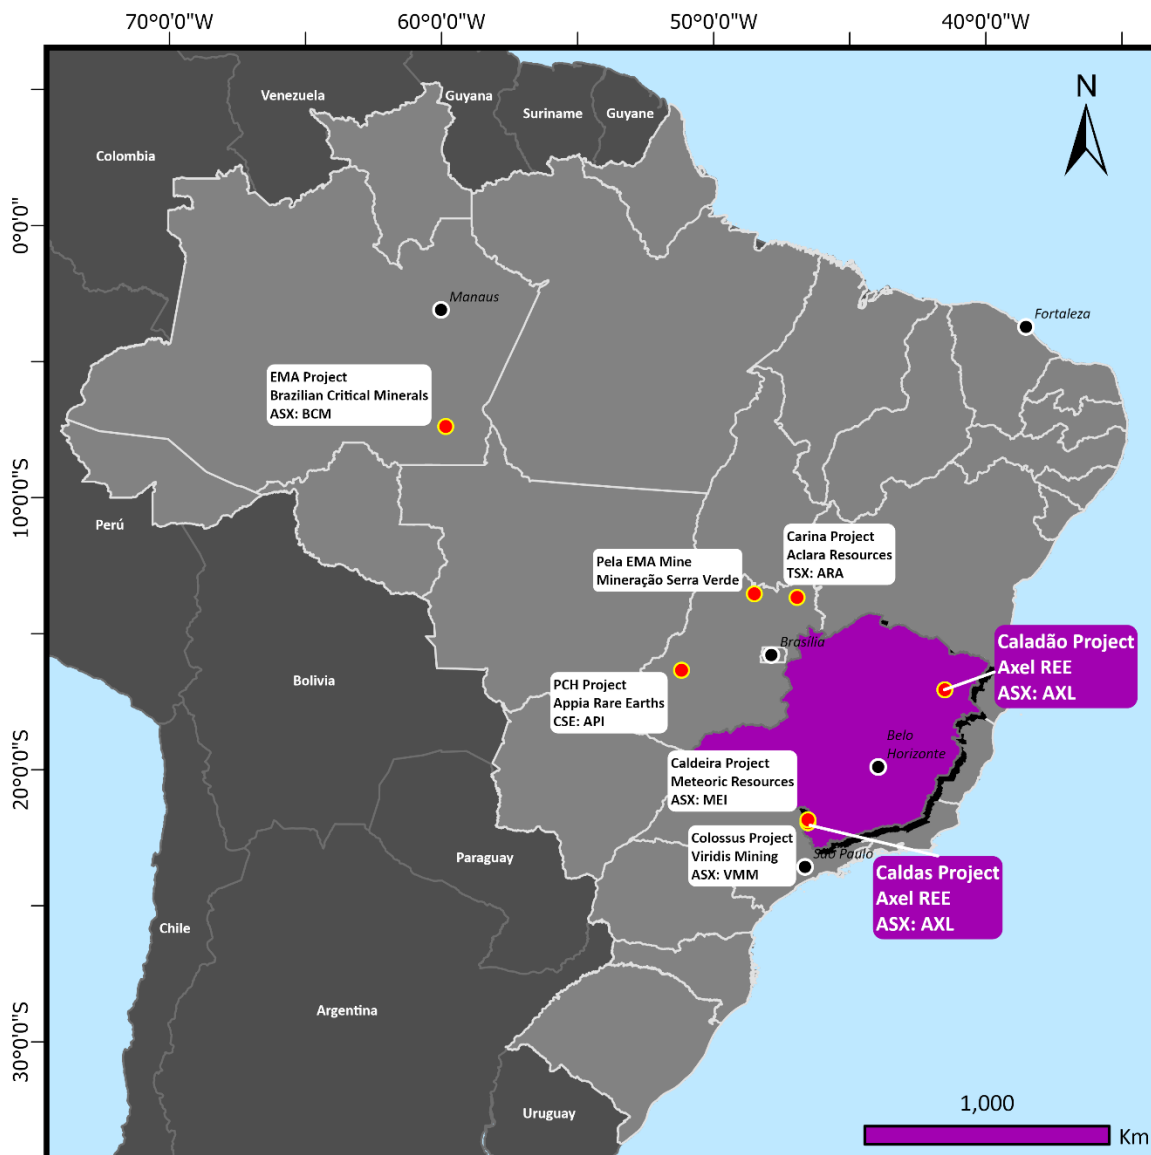 70°0'0"W
60°0'0"W
50°0'0"W
40°0'0"W
N
Venezuela
Guyana
Suriname
Guyane
Colombia
0°0'0"
Manaus
Fortaleza
EMA Project
Brazilian Critical Minerals
ASX: BCM
10°0'0"S
Perú
Carina Project
Aclara Resources
TSX: ARA
Pela EMA Mine
Mineração Serra Verde
Brasília
Caladão Project
Axel REE
ASX: AXL
Bolivia
PCH Project
Appia Rare Earths
CSE: API
Belo
Horizonte
20°0'0"S
Caldeira Project
Meteoric Resources
ASX: MEI
Colossus Project
Viridis Mining
ASX: VMM
São Paulo
Paraguay
Caldas Project
Axel REE
ASX: AXL
Chile
Argentina
30°0'0"S
Uruguay
1,000
Km